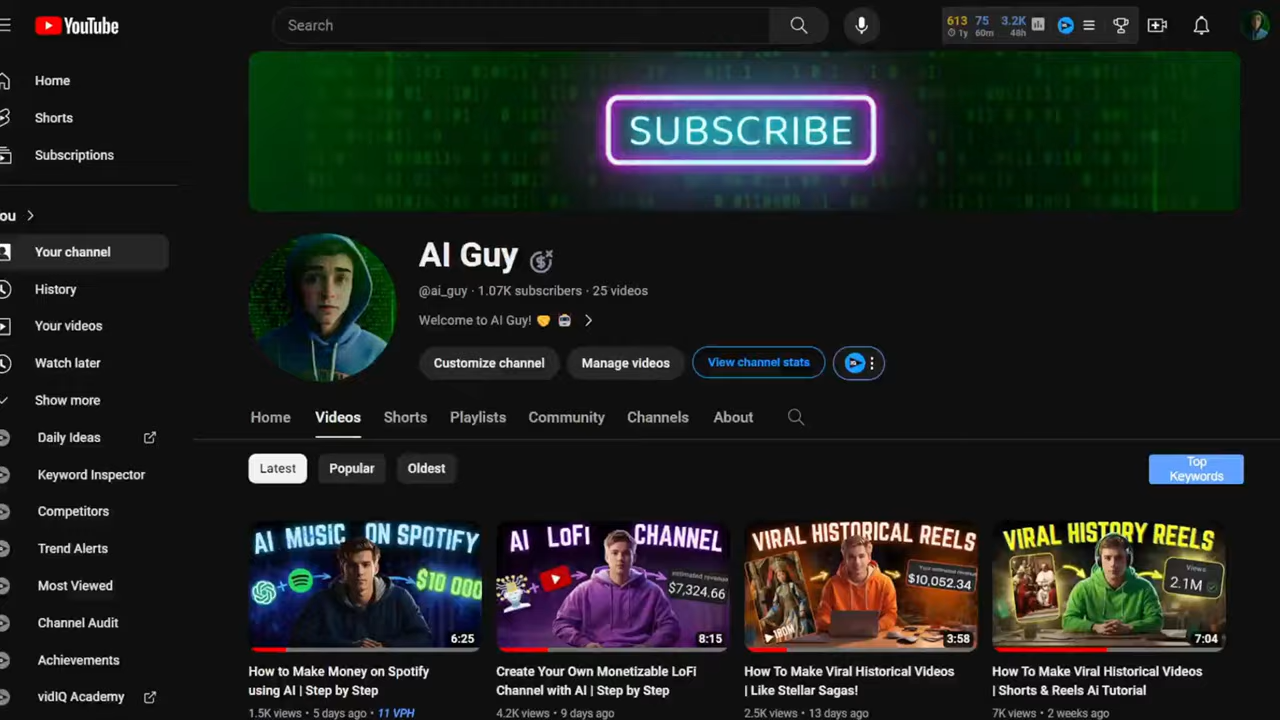 YouTube
Search
613 75 3.2K
1y 60m 48h
Home
Shorts
Subscriptions
ou
Your channel
History
Your videos
Watch later
Show more
Daily Ideas
Keyword Inspector
Competitors
Trend Alerts
Most Viewed
Channel Audit
Achievements
vidIQ Academy
SUBSCRIBE
AI Guy
@ai_guy · 1.07K subscribers · 25 videos
Welcome to AI Guy! 🤝 🤖
Customize channel Manage videos View channel stats
Home Videos Shorts Playlists Community Channels About
Latest Popular Oldest
Top
Keywords
AI MUSIC ON SPOTIFY
$10 000
6:25
How to Make Money on Spotify
using AI | Step by Step
1.5K views • 5 days ago • 11 VPH
AI LOFI CHANNEL
estimated revenue
$7,324.66
8:15
Create Your Own Monetizable LoFi
Channel with AI | Step by Step
4.2K views • 9 days ago
VIRAL HISTORICAL REELS
Your estimated revenue
$10,052.34
180M
3:58
How To Make Viral Historical Videos
| Like Stellar Sagas!
2.5K views • 13 days ago
VIRAL HISTORY REELS
Views
2.1M
7:04
How To Make Viral Historical Videos
| Shorts & Reels Ai Tutorial
7K views • 2 weeks ago